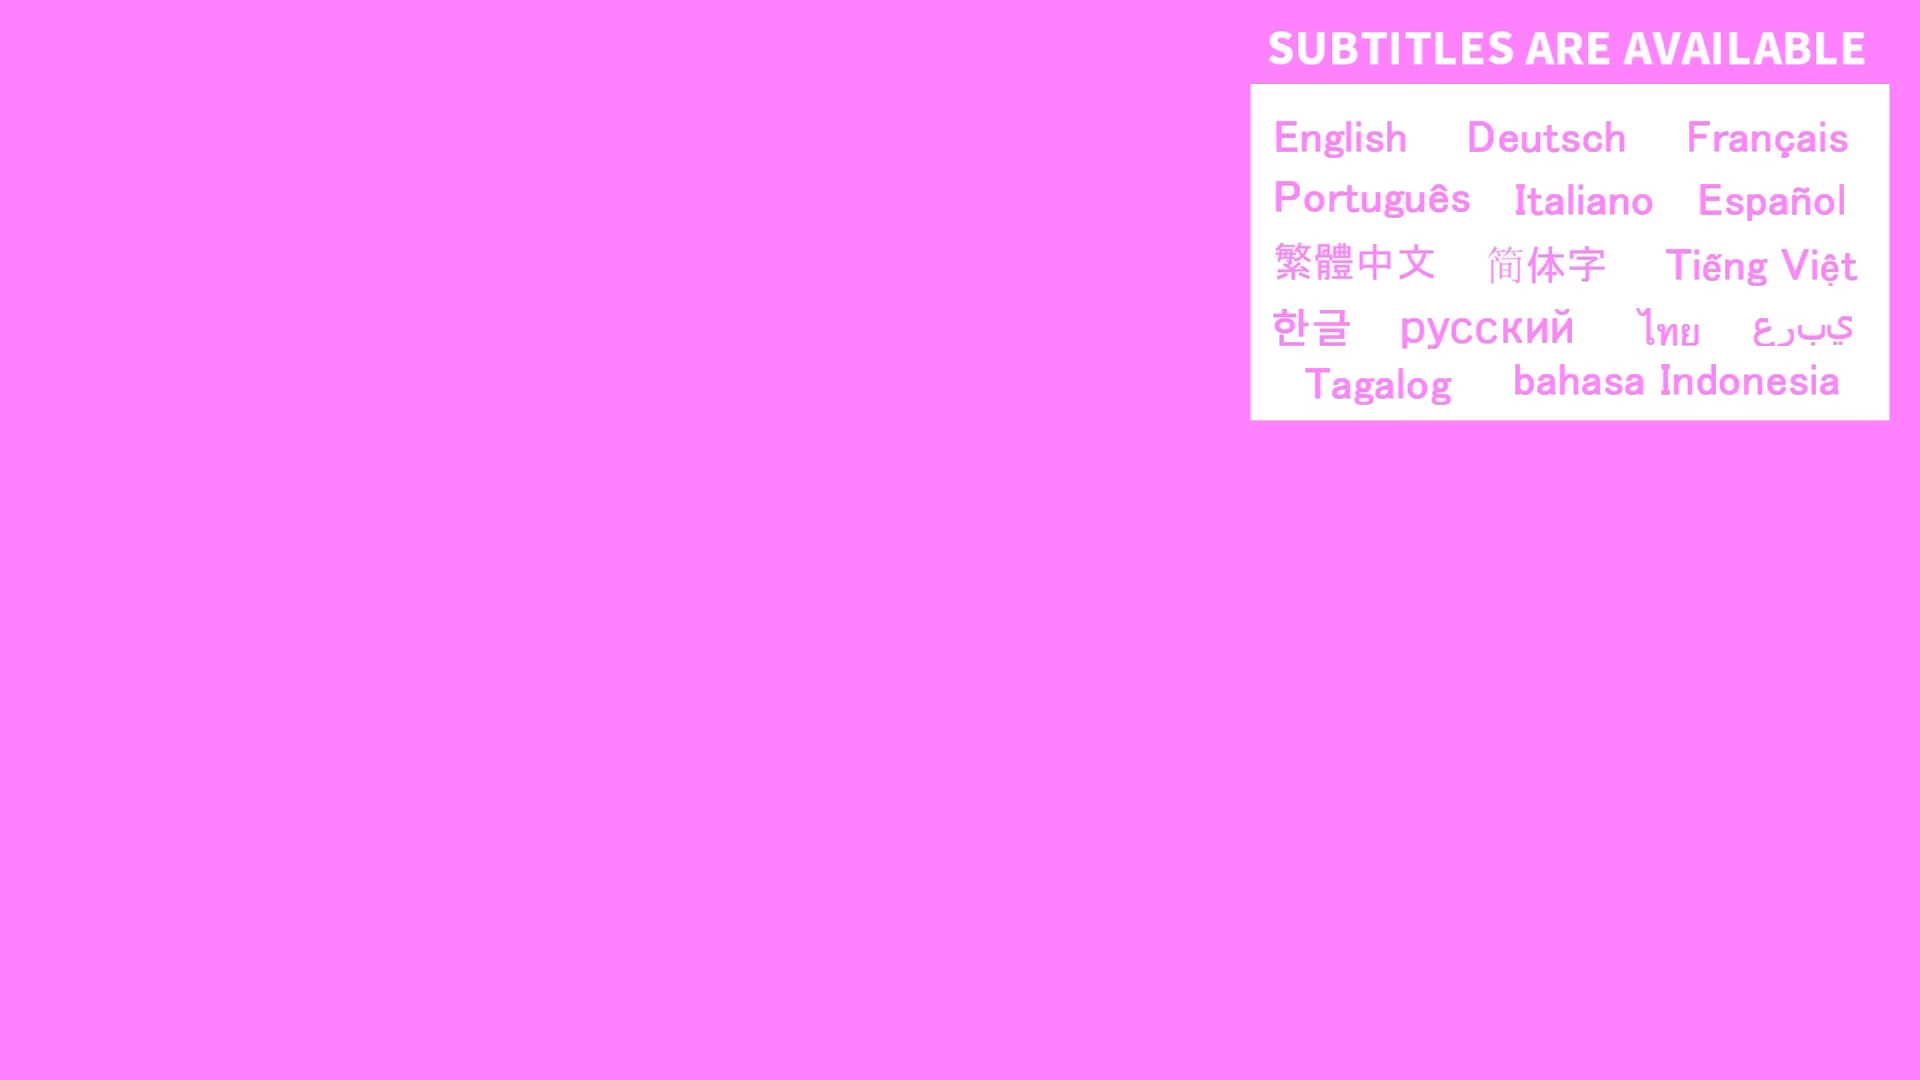 SUBTITLES ARE AVAILABLE
English Deutsch Français
Português Italiano Español
繁體中文 简体字 Tiếng Việt
한글 русский ไทย يبرع
Tagalog bahasa Indonesia